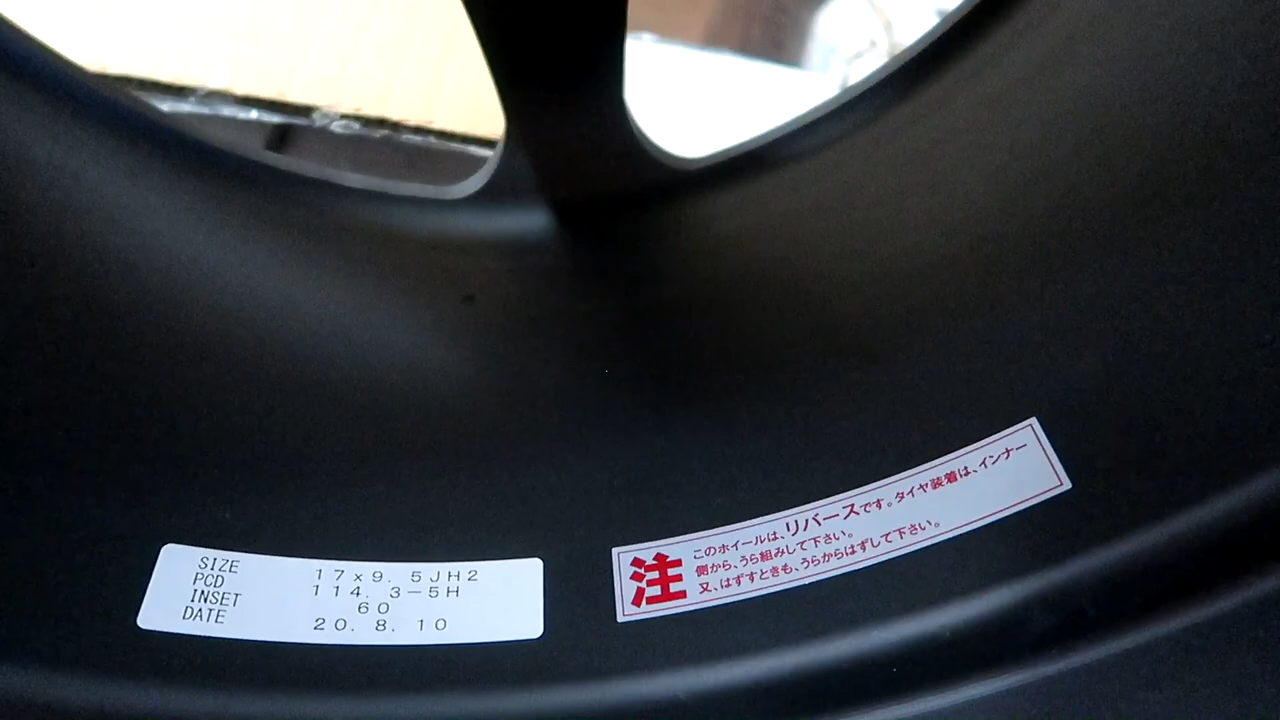 SIZE 17x9. 5JH2
PCD 114. 3-5H
INSET 60
DATE 20. 8. 10
注
このホイールは、リバースです。タイヤ装着は、インナー
側から、うら組みして下さい。
又、はずすときも、うらからはずして下さい。